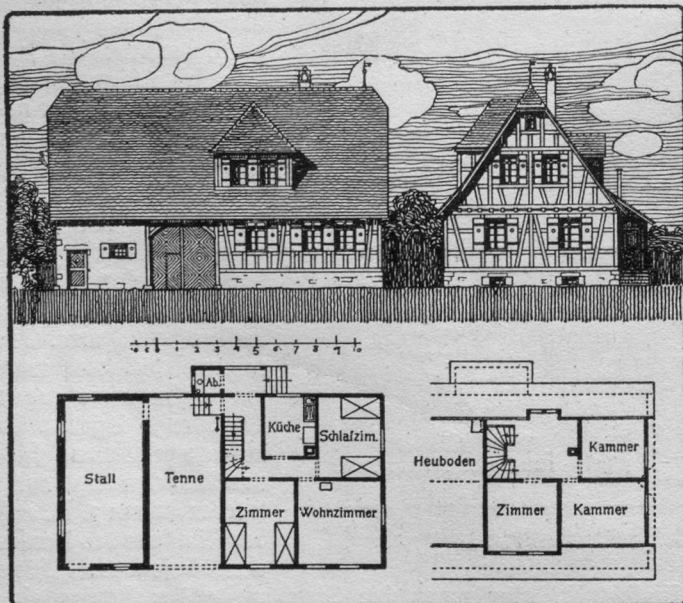 Ab.
Küche
Schlafzim.
Stall
Tenne
Zimmer
Wohnzimmer
Heuboden
Kammer
Zimmer
Kammer